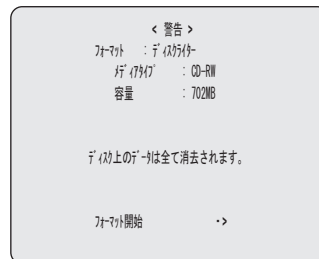 < 警告 >
ﾌｫｰﾏｯﾄ : ﾃﾞｨｽｸﾗｲﾀｰ
ﾒﾃﾞｨｱﾀｲﾌﾟ : CD-RW
容量 : 702MB
ﾃﾞｨｽｸ上のﾃﾞｰﾀは全て消去されます。
ﾌｫｰﾏｯﾄ開始 ->